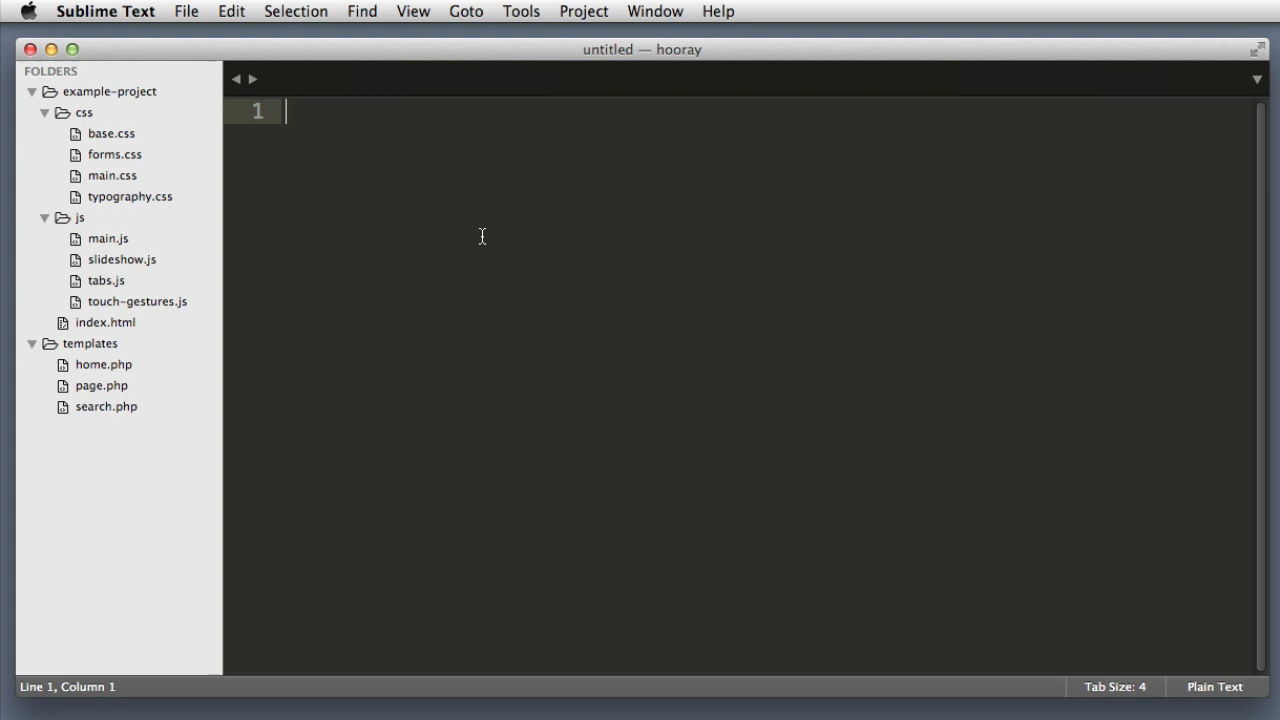 Sublime Text File Edit Selection Find View Goto Tools Project Window Help
untitled — hooray
FOLDERS
example-project
css
base.css
forms.css
main.css
typography.css
js
main.js
slideshow.js
tabs.js
touch-gestures.js
index.html
templates
home.php
page.php
search.php
1
Line 1, Column 1 Tab Size: 4 Plain Text